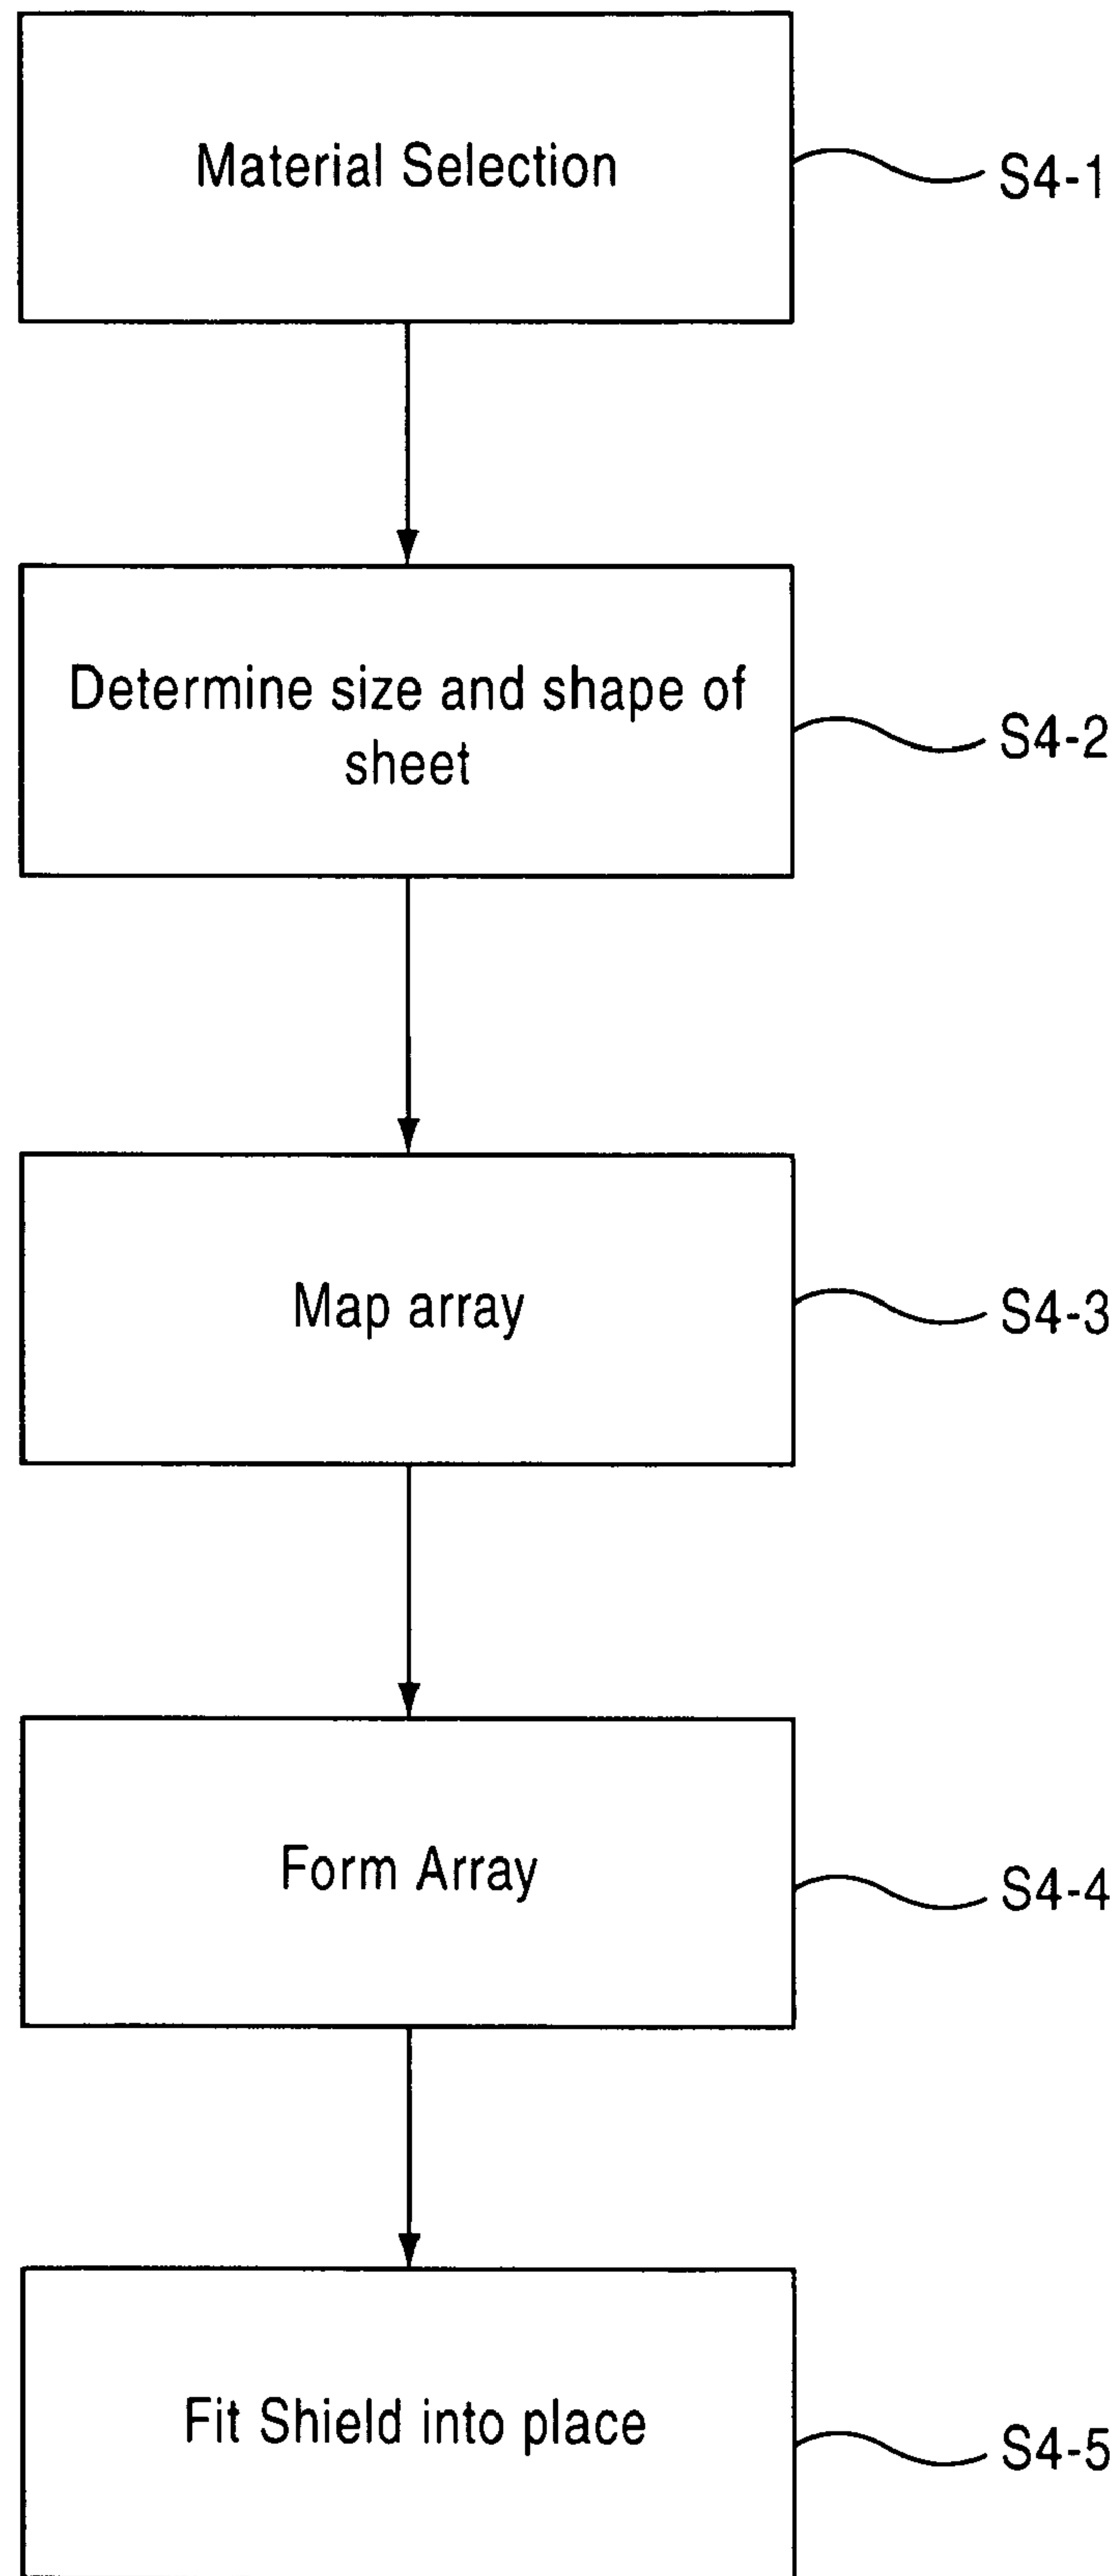 Material Selection
S4-1
Determine size and shape of
sheet
S4-2
Map array
S4-3
Form Array
S4-4
Fit Shield into place
S4-5